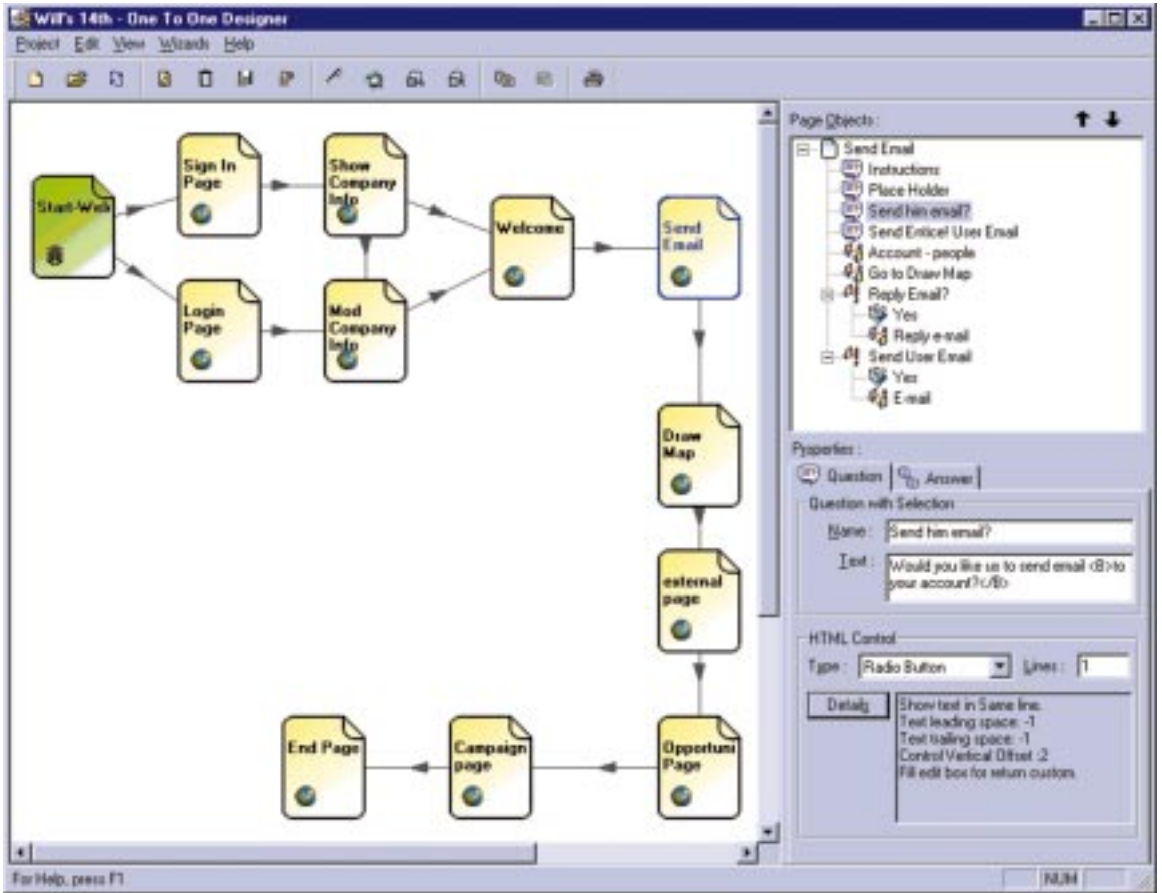 Will's 14th - One To One Designer
Project Edit View Wizards Help
Start-Web
Sign In
Page
Show
Company
Info
Login
Page
Mod
Company
Info
Welcome
Send
Email
Draw
Map
external
page
Opportuni
Page
Campaign
page
End Page
Page Objects :
Send Email
Instructions
Place Holder
Send him email?
Send Entice! User Email
Account - people
Go to Draw Map
Reply Email?
Yes
Reply e-mail
Send User Email
Yes
E-mail
Properties :
Question Answer
Question with Selection
Name : Send him email?
Text : Would you like us to send email <B>to
your account?</B>
HTML Control
Type : Radio Button Lines : 1
Details
Show text in Same line.
Text leading space: -1
Text trailing space: -1
Control Vertical Offset :2
Fill edit box for return custom.
For Help, press F1
NUM